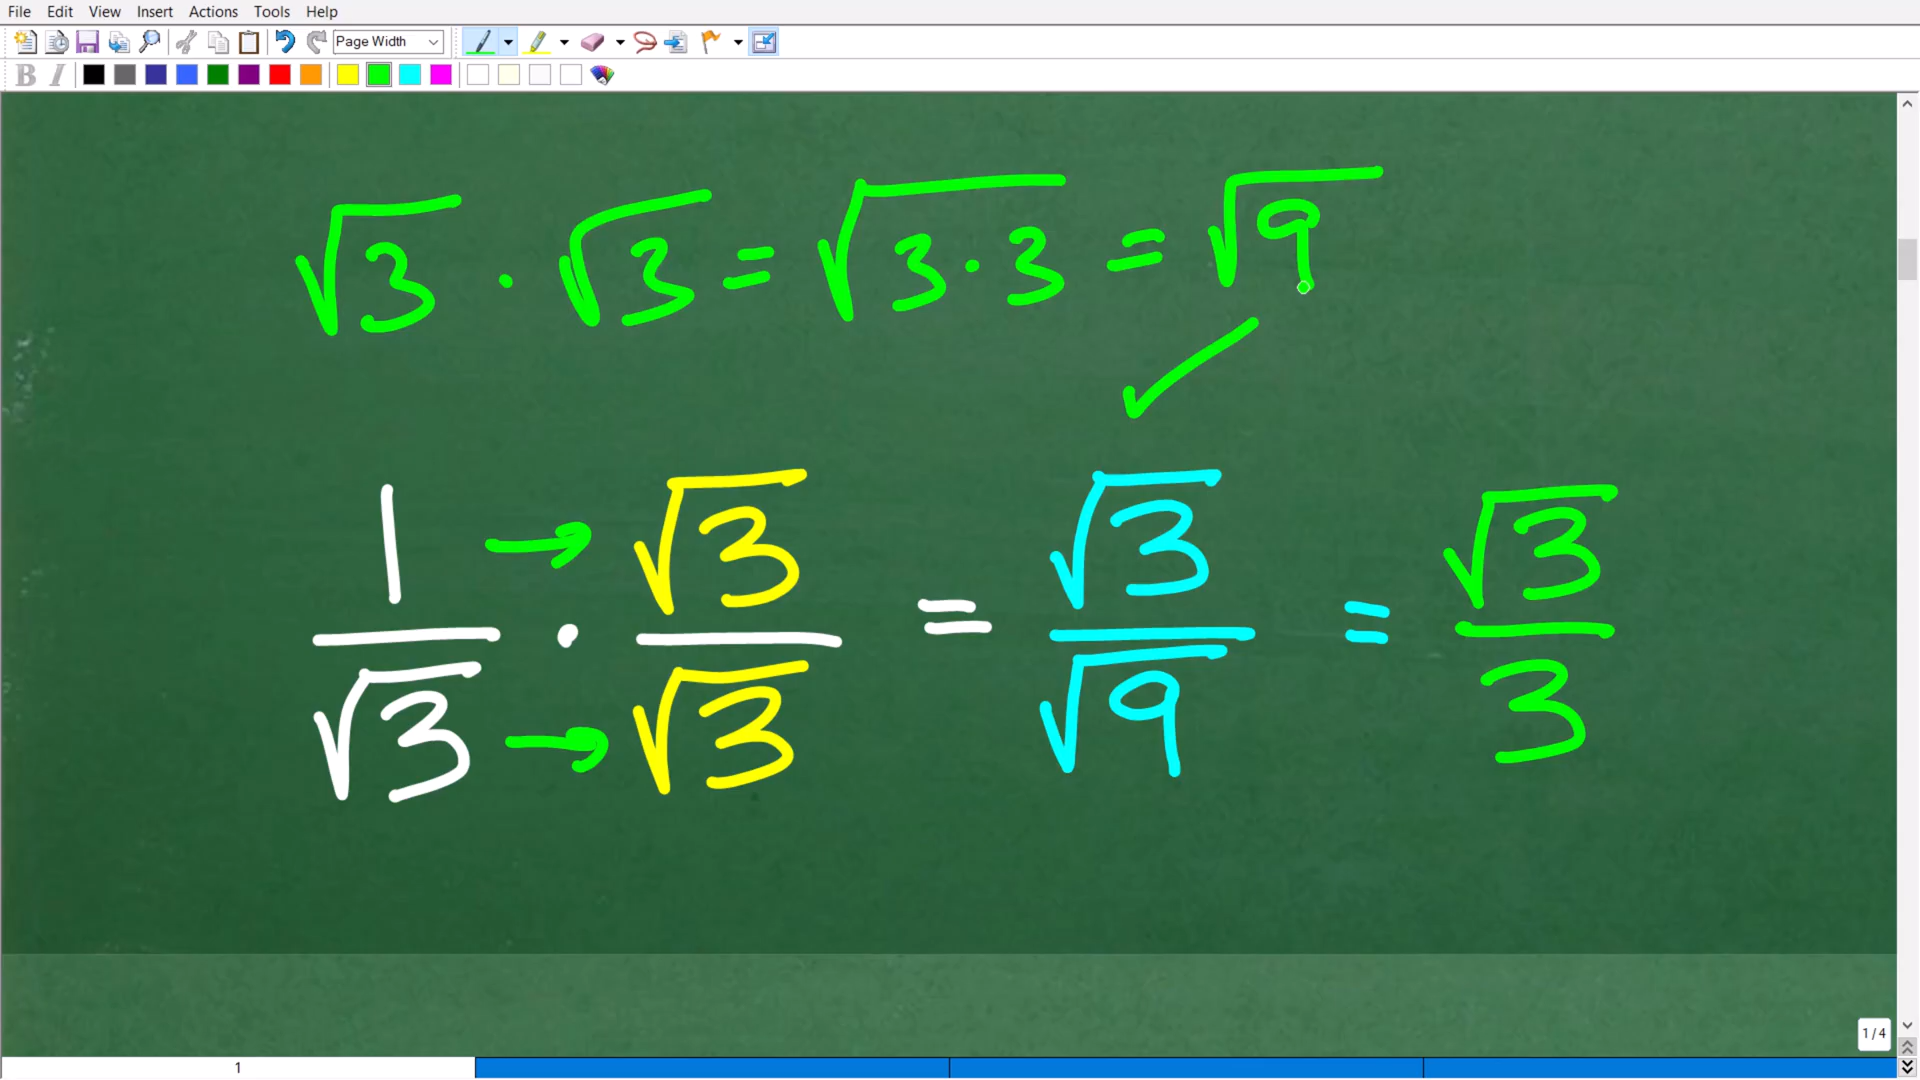 File Edit View Insert Actions Tools Help
Page Width
B I
√3 · √3 = √3·3 = √9
1/√3 · √3/√3 = √3/√9 = √3/3
1/4
1